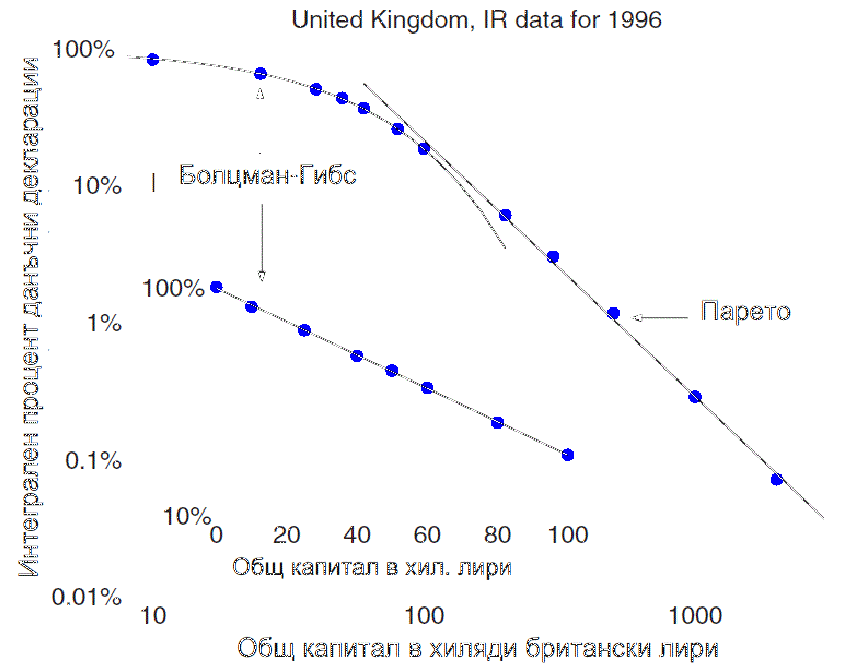 United Kingdom, IR data for 1996
Интегрален процент данъчни декларации
100%
10%
Болцман-Гибс
100%
1%
Парето
0.1%
10%
0 20 40 60 80 100
Общ капитал в хил. лири
0.01%
10 100 1000
Общ капитал в хиляди британски лири